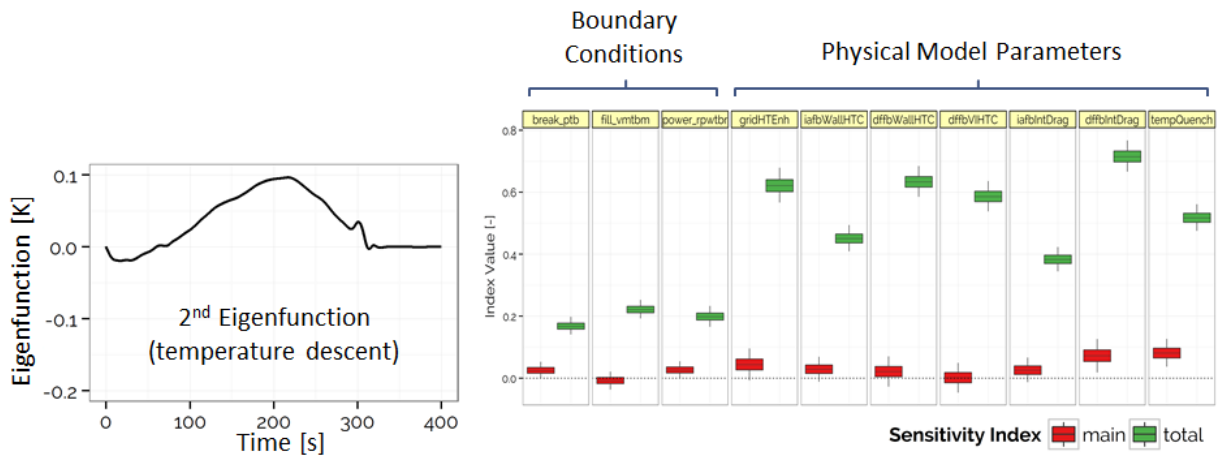 Boundary
Conditions
Physical Model Parameters
break_ptb
fill_vmtbm
power_rpwtbr
gridHTEnh
iafbWallHTC
dffbWallHTC
dffbVIHTC
iafbIntDrag
dffbIntDrag
tempQuench
Eigenfunction [K]
0.1
0.0
-0.1
-0.2
2nd Eigenfunction
(temperature descent)
0
100
200
300
400
Time [s]
Index Value [-]
0.8
0.6
0.4
0.2
0.0
Sensitivity Index main total